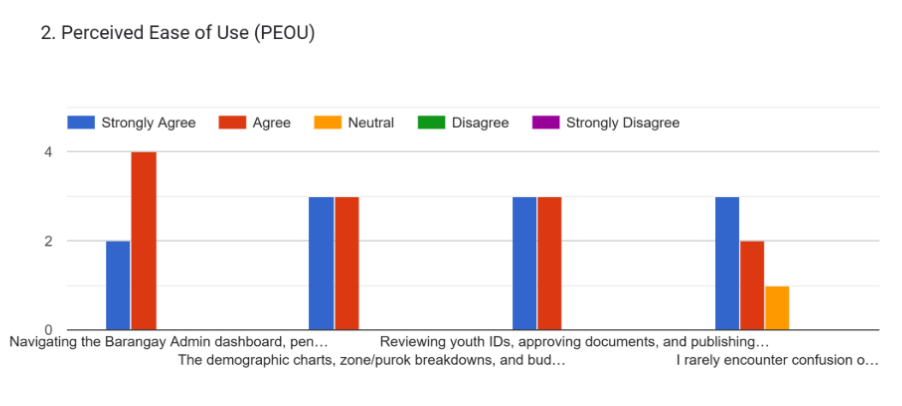 2. Perceived Ease of Use (PEOU)
Strongly Agree Agree Neutral Disagree Strongly Disagree
4
2
0
Navigating the Barangay Admin dashboard, pen… Reviewing youth IDs, approving documents, and publishing…
The demographic charts, zone/purok breakdowns, and bud… I rarely encounter confusion o…